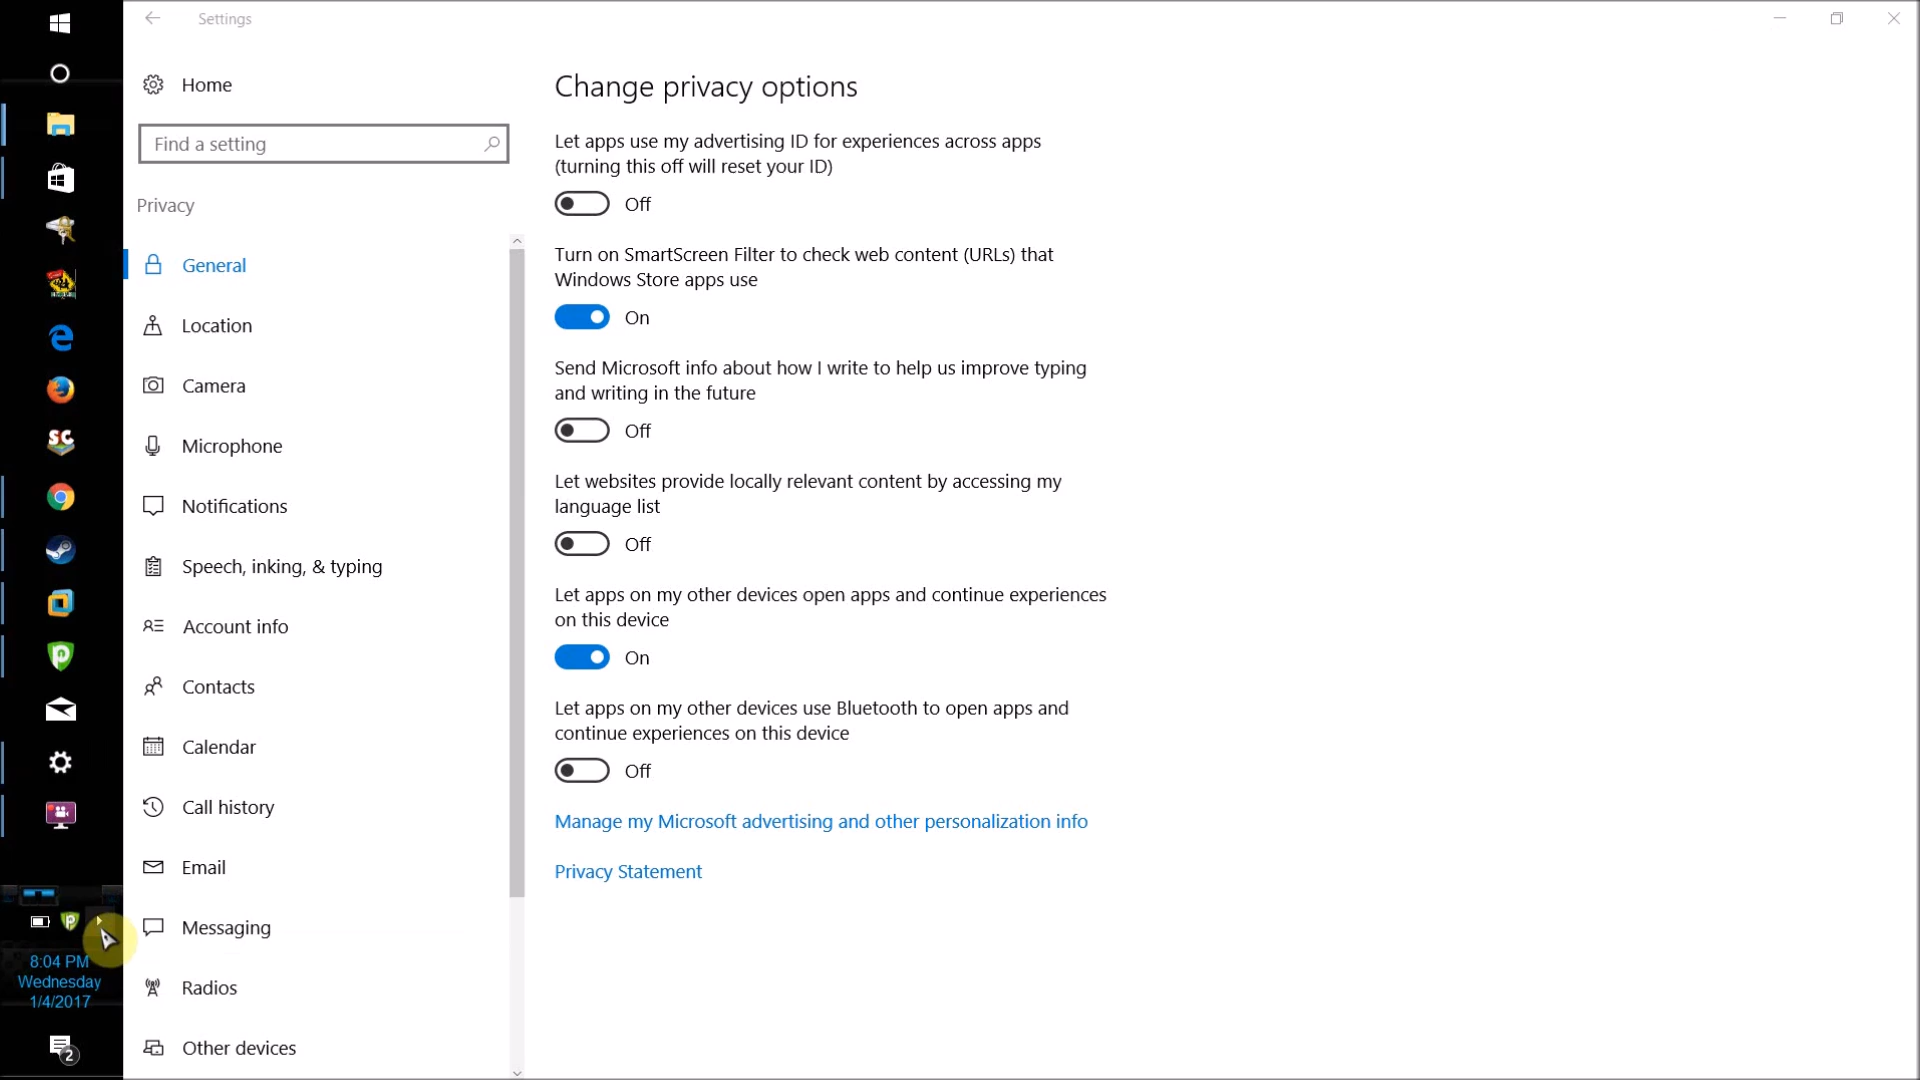 Settings
Home
Find a setting
Privacy
General
Location
Camera
Microphone
Notifications
Speech, inking, & typing
Account info
Contacts
Calendar
Call history
Email
Messaging
Radios
Other devices
Change privacy options
Let apps use my advertising ID for experiences across apps
(turning this off will reset your ID)
Off
Turn on SmartScreen Filter to check web content (URLs) that
Windows Store apps use
On
Send Microsoft info about how I write to help us improve typing
and writing in the future
Off
Let websites provide locally relevant content by accessing my
language list
Off
Let apps on my other devices open apps and continue experiences
on this device
On
Let apps on my other devices use Bluetooth to open apps and
continue experiences on this device
Off
Manage my Microsoft advertising and other personalization info
Privacy Statement
SC
8:04 PM
Wednesday
1/4/2017
2